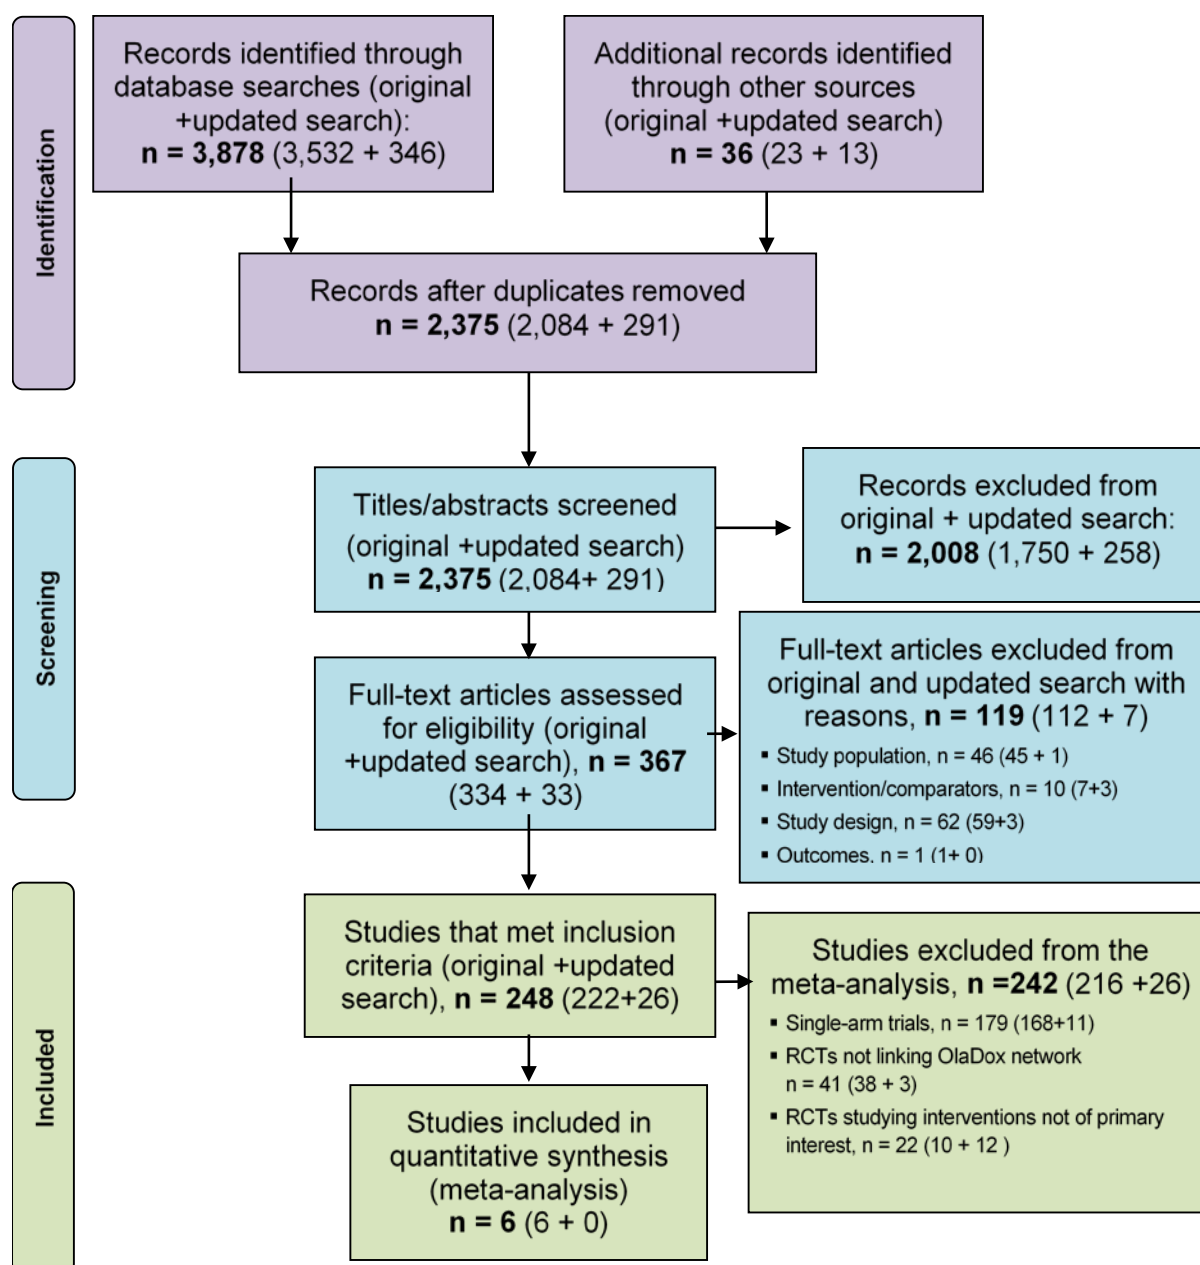 Identification
Records identified through
database searches (original
+updated search):
n = 3,878 (3,532 + 346)
Additional records identified
through other sources
(original +updated search)
n = 36 (23 + 13)
Records after duplicates removed
n = 2,375 (2,084 + 291)
Screening
Titles/abstracts screened
(original +updated search)
n = 2,375 (2,084+ 291)
Records excluded from
original + updated search:
n = 2,008 (1,750 + 258)
Full-text articles assessed
for eligibility (original
+updated search), n = 367
(334 + 33)
Full-text articles excluded from
original and updated search with
reasons, n = 119 (112 + 7)
▪ Study population, n = 46 (45 + 1)
▪ Intervention/comparators, n = 10 (7+3)
▪ Study design, n = 62 (59+3)
▪ Outcomes, n = 1 (1+ 0)
Included
Studies that met inclusion
criteria (original +updated
search), n = 248 (222+26)
Studies excluded from the
meta-analysis, n =242 (216 +26)
▪ Single-arm trials, n = 179 (168+11)
▪ RCTs not linking OlaDox network
n = 41 (38 + 3)
▪ RCTs studying interventions not of primary
interest, n = 22 (10 + 12 )
Studies included in
quantitative synthesis
(meta-analysis)
n = 6 (6 + 0)